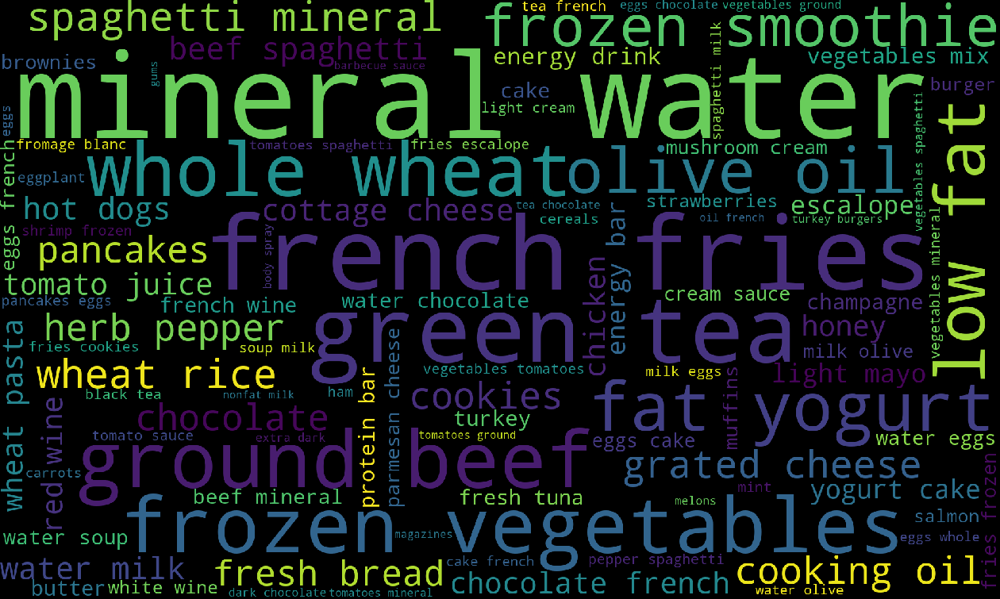 spaghetti mineral
frozen smoothie
tea french
eggs chocolate
vegetables ground
beef spaghetti
brownies
gums
barbecue sauce
energy drink
spaghetti milk
vegetables mix
mineral water
cake
light cream
burger
eggs
fromage blanc
tomatoes spaghetti
fries escalope
mushroom cream
vegetables spaghetti
low fat
whole wheat
olive oil
eggplant
eggs french
hot dogs
cottage cheese
tea chocolate
cereals
energy bar
strawberries
oil french
escalope
turkey burgers
shrimp frozen
body spray
pancakes
french fries
vegetables mineral
tomato juice
pancakes eggs
french wine
water chocolate
chicken
cream sauce
champagne
herb pepper
green tea
honey
milk olive
fries cookies
soup milk
wheat pasta
wheat rice
parmesan cheese
vegetables tomatoes
milk eggs
light mayo
black tea
nonfat milk
ham
protein bar
cookies
fat yogurt
muffins
red wine
chocolate
turkey
tomato sauce
extra dark
tomatoes ground
eggs cake
water eggs
carrots
ground beef
grated cheese
fries frozen
beef mineral
fresh tuna
melons
mint
yogurt cake
frozen vegetables
salmon
water soup
magazines
eggs whole
water milk
fresh bread
cake french
pepper spaghetti
cooking oil
butter
white wine
dark chocolate
tomatoes mineral
chocolate french
water olive